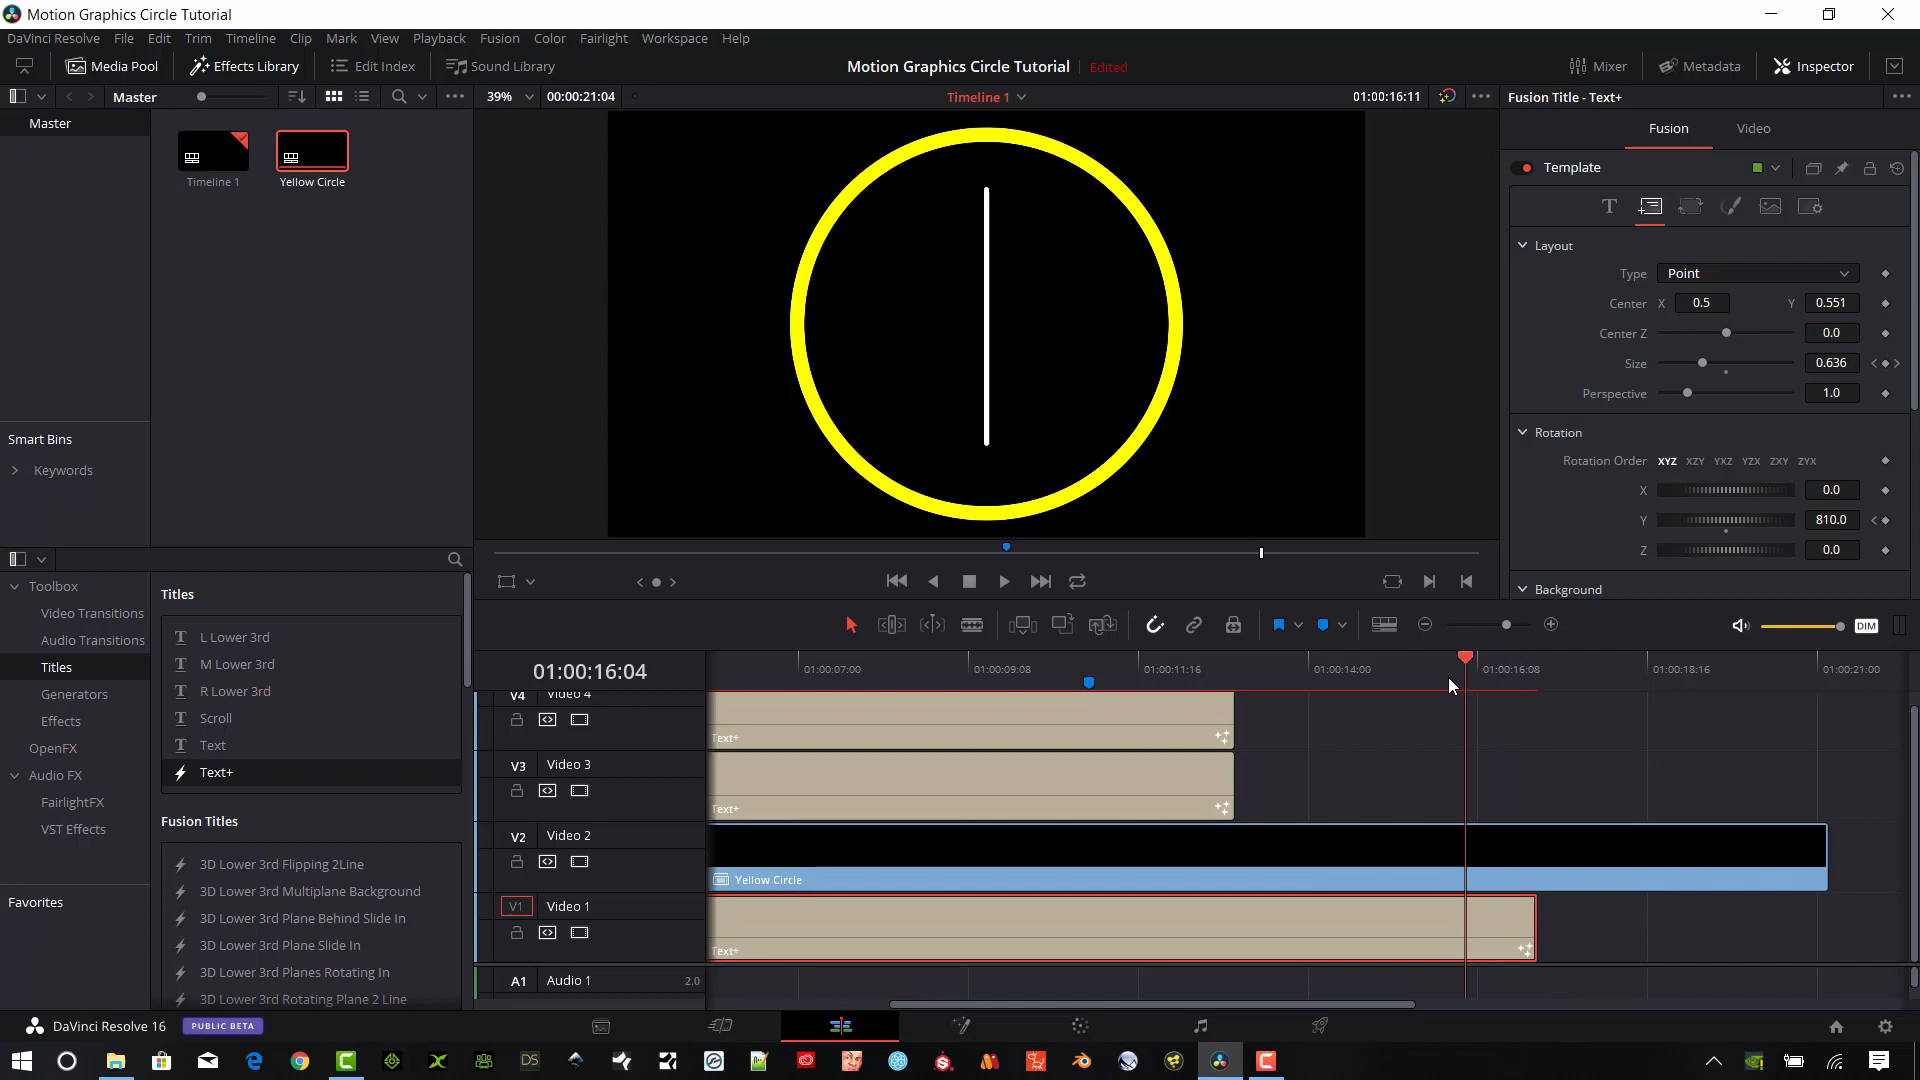 Motion Graphics Circle Tutorial
DaVinci Resolve File Edit Trim Timeline Clip Mark View Playback Fusion Color Fairlight Workspace Help
Media Pool Effects Library Edit Index Sound Library Motion Graphics Circle Tutorial Edited Mixer Metadata Inspector
Master 39% 00:00:21:04 Timeline 1 01:00:16:11 Fusion Title - Text+
Master
Timeline 1 Yellow Circle
Fusion Video
Template
Layout
Type Point
Center X 0.5 Y 0.551
Center Z 0.0
Size 0.636
Perspective 1.0
Rotation
Rotation Order XYZ XZY YXZ YZX ZXY ZYX
X 0.0
Y 810.0
Z 0.0
Background
Smart Bins
Keywords
Toolbox
Video Transitions
Audio Transitions
Titles
Generators
Effects
OpenFX
Audio FX
FairlightFX
VST Effects
Favorites
Titles
L Lower 3rd
M Lower 3rd
R Lower 3rd
Scroll
Text
Text+
Fusion Titles
3D Lower 3rd Flipping 2Line
3D Lower 3rd Multiplane Background
3D Lower 3rd Plane Behind Slide In
3D Lower 3rd Plane Slide In
3D Lower 3rd Planes Rotating In
3D Lower 3rd Rotating Plane 2 Line
DIM
01:00:16:04 01:00:07:00 01:00:09:08 01:00:11:16 01:00:14:00 01:00:16:08 01:00:18:16 01:00:21:00
V4 Video 4
Text+
V3 Video 3
Text+
V2 Video 2
Yellow Circle
V1 Video 1
Text+
A1 Audio 1 2.0
DaVinci Resolve 16 PUBLIC BETA
DS